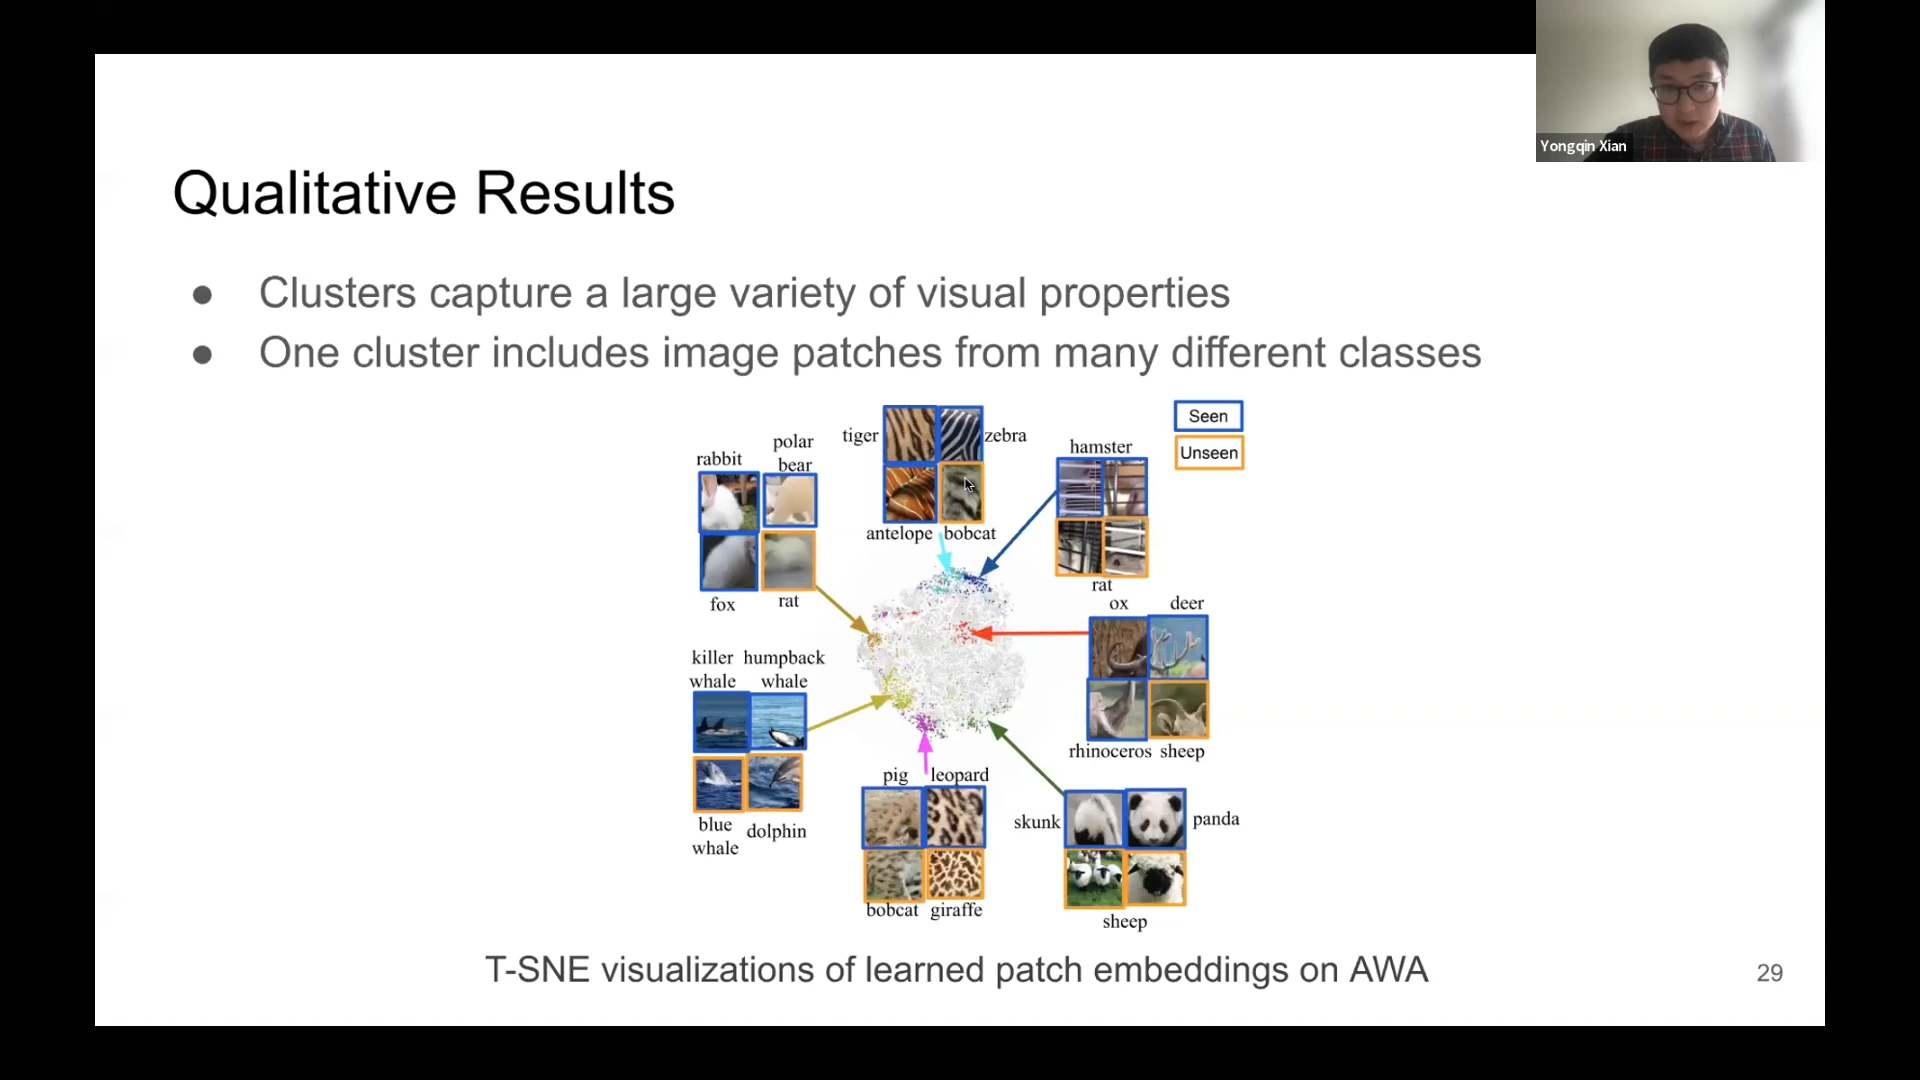 Yongqin Xian
Qualitative Results
● Clusters capture a large variety of visual properties
● One cluster includes image patches from many different classes
Seen
Unseen
tiger
zebra
antelope bobcat
hamster
rat
rabbit
polar
bear
fox
rat
ox
deer
rhinoceros sheep
killer
whale
humpback
whale
blue
whale
dolphin
pig
leopard
bobcat
giraffe
skunk
panda
sheep
T-SNE visualizations of learned patch embeddings on AWA
29